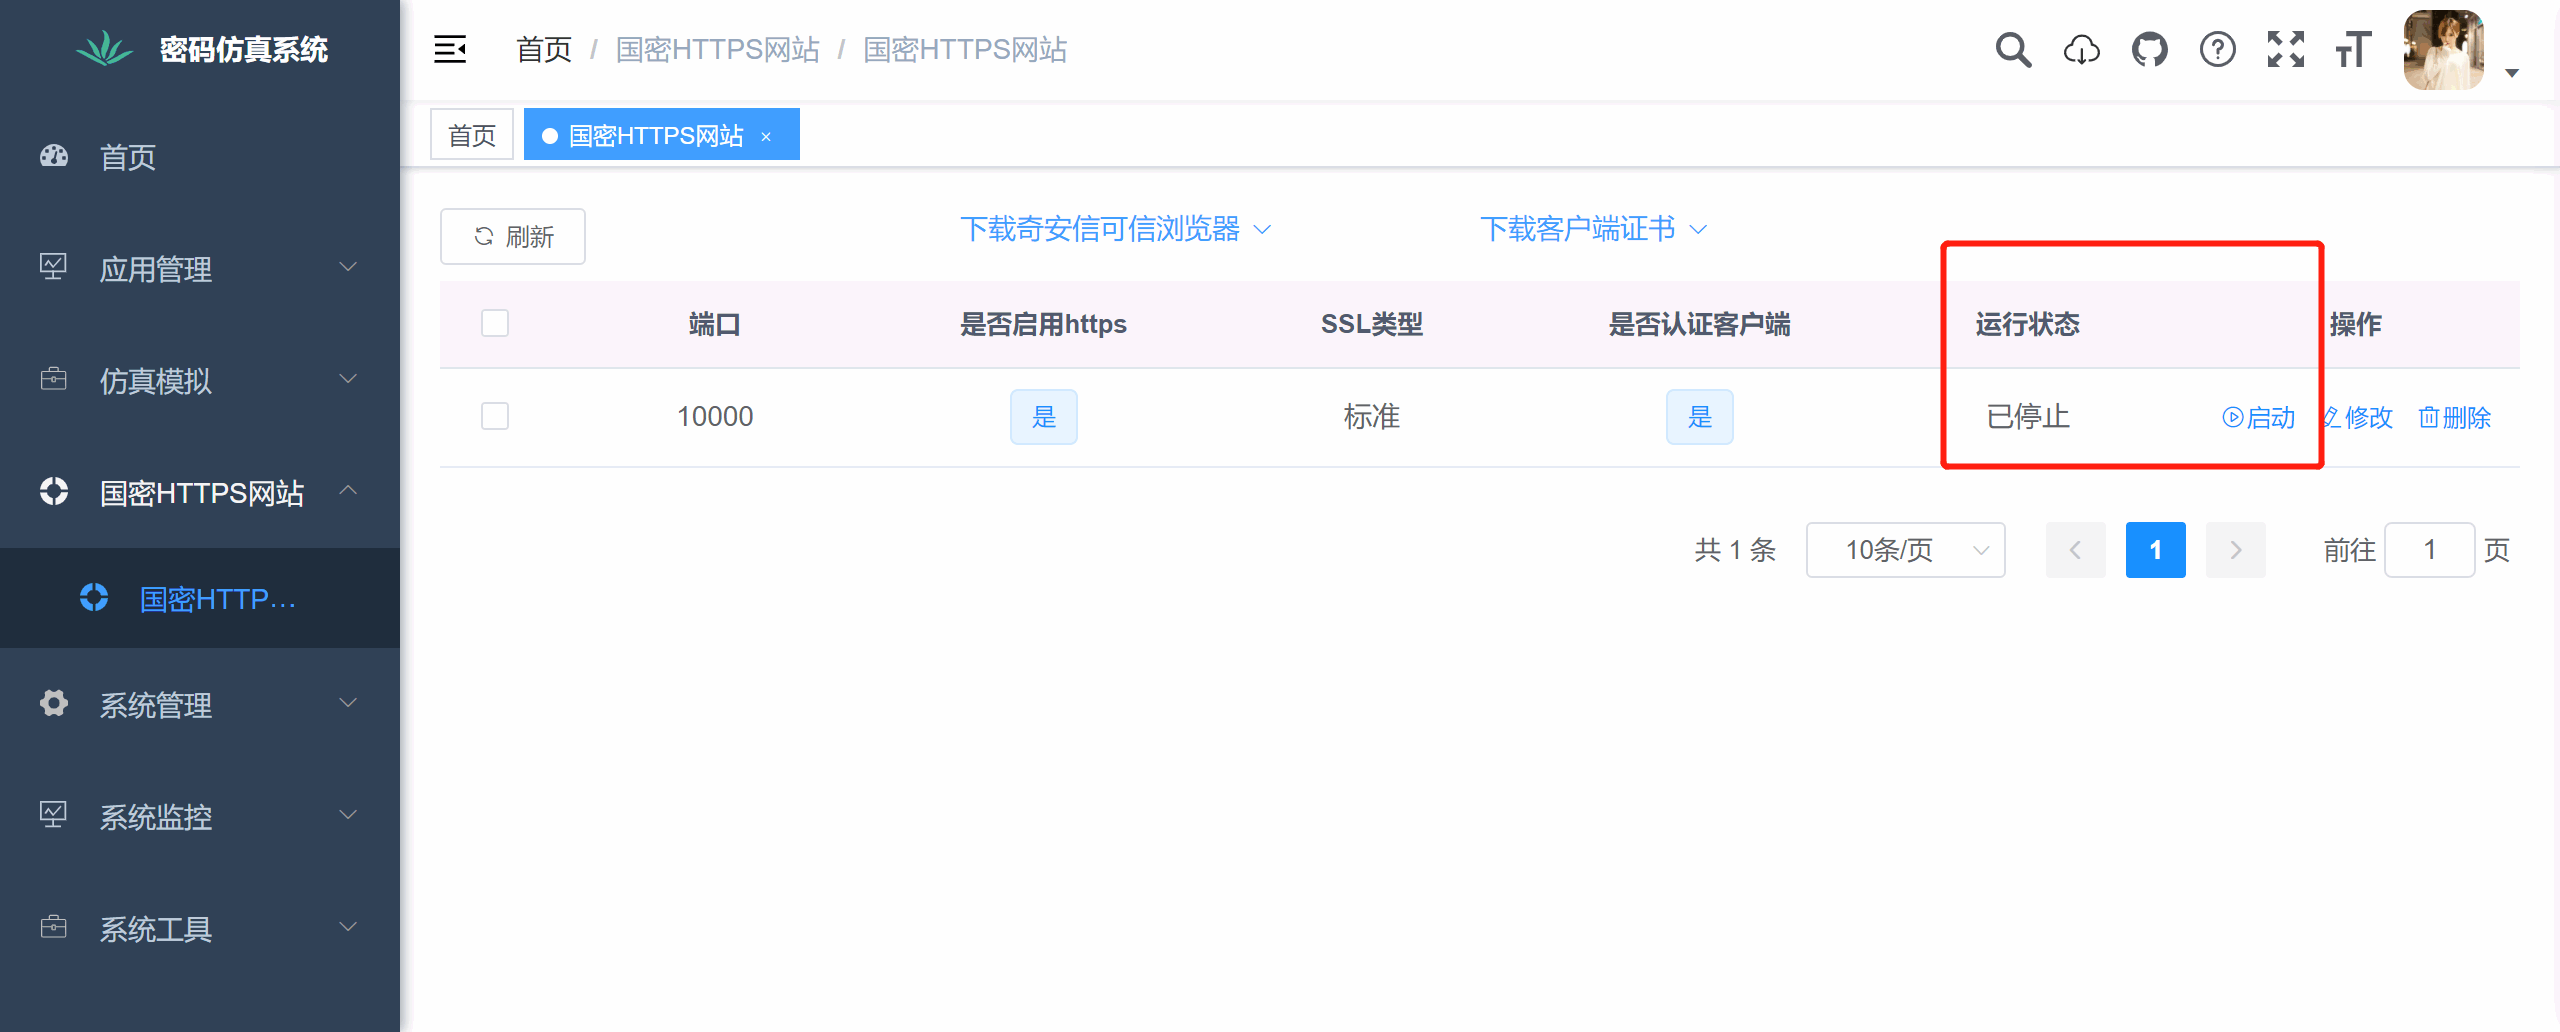 密码仿真系统
首页 / 国密HTTPS网站 / 国密HTTPS网站
首页
国密HTTPS网站 ×
首页
应用管理
仿真模拟
国密HTTPS网站
国密HTTP...
系统管理
系统监控
系统工具
刷新
下载奇安信可信浏览器
下载客户端证书
端口 是否启用https SSL类型 是否认证客户端 运行状态 操作
10000 是 标准 是 已停止 启动 修改 删除
共 1 条 10条/页 1 前往 1 页